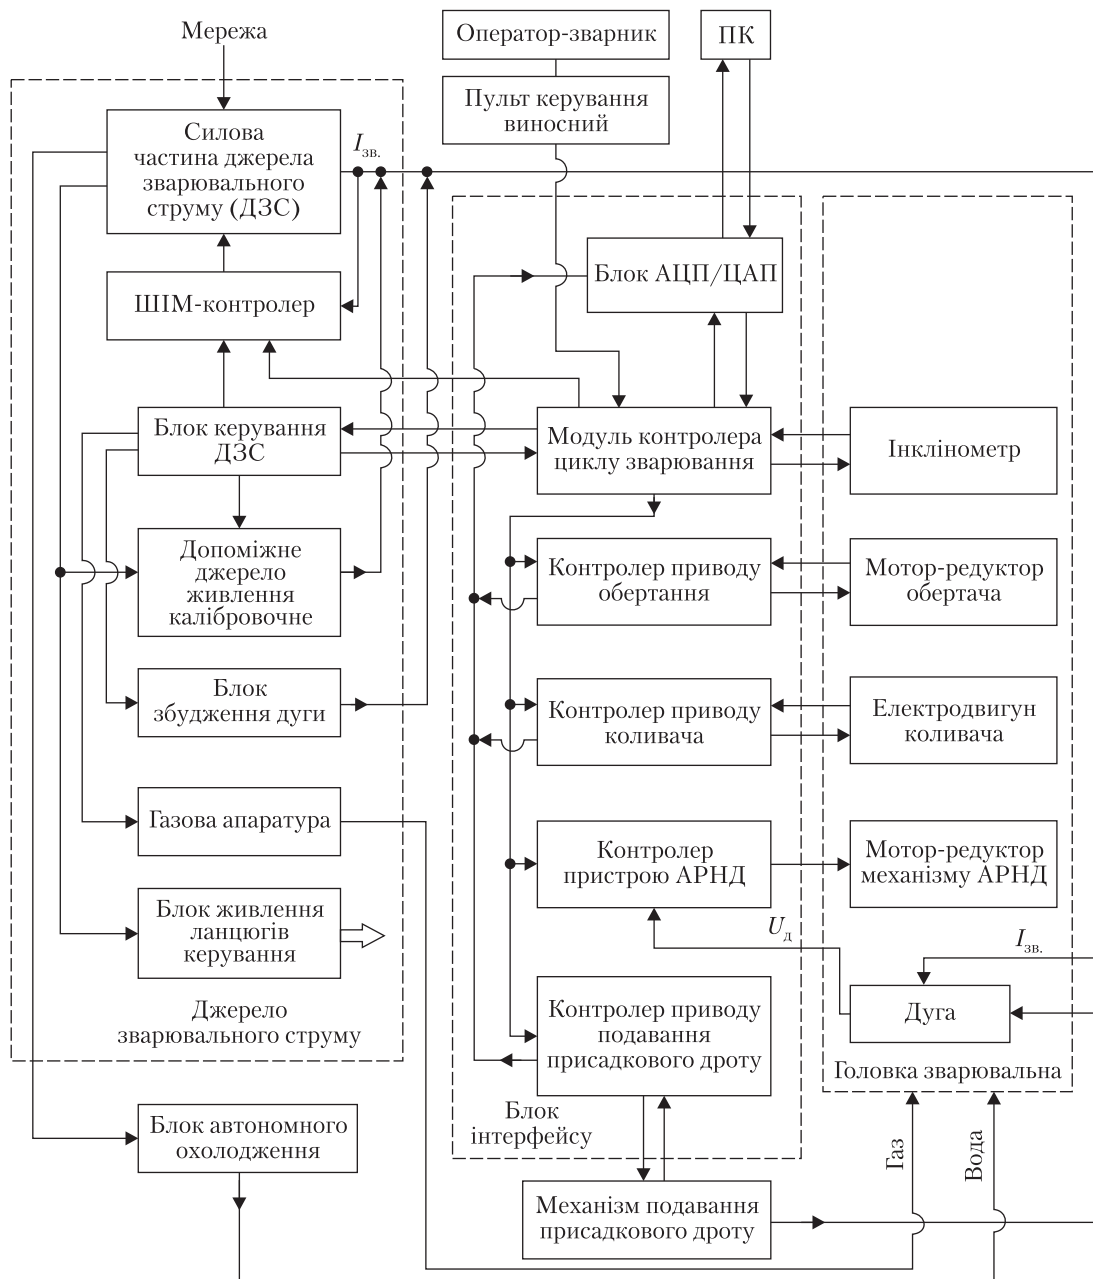 Мережа
Оператор-зварник
ПК
Пульт керування
виносний
Силова
частина джерела
зварювального
струму (ДЗС)
Iзв.
Блок АЦП/ЦАП
ШІМ-контролер
Блок керування
ДЗС
Модуль контролера
циклу зварювання
Інклінометр
Допоміжне
джерело
живлення
калібровочне
Контролер приводу
обертання
Мотор-редуктор
обертача
Блок
збудження дуги
Контролер приводу
коливача
Електродвигун
коливача
Газова апаратура
Контролер
пристрою АРНД
Мотор-редуктор
механізму АРНД
Блок живлення
ланцюгів
керування
Uд
Iзв.
Джерело
зварювального струму
Контролер приводу
подавання
присадкового дроту
Дуга
Головка зварювальна
Блок
інтерфейсу
Блок автономного
охолодження
Газ
Вода
Механізм подавання
присадкового дроту